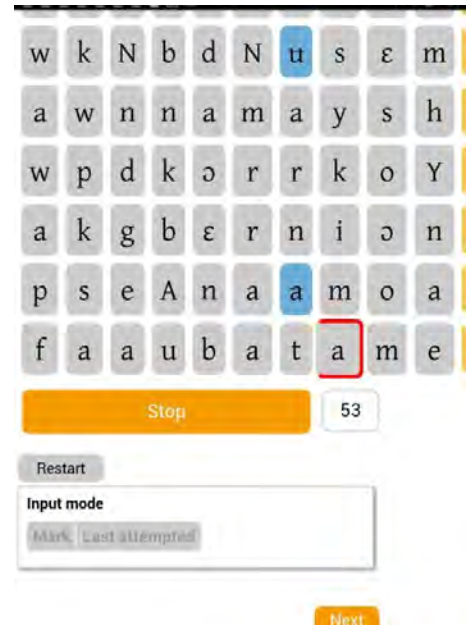 w k N b d N u s ɛ m
a w n n a m a y s h
w p d k ɔ r r k o Y
a k g b ɛ r n i ɔ n
p s e A n a a m o a
f a a u b a t a m e
Stop 53
Restart
Input mode
Mark Last attempted
Next